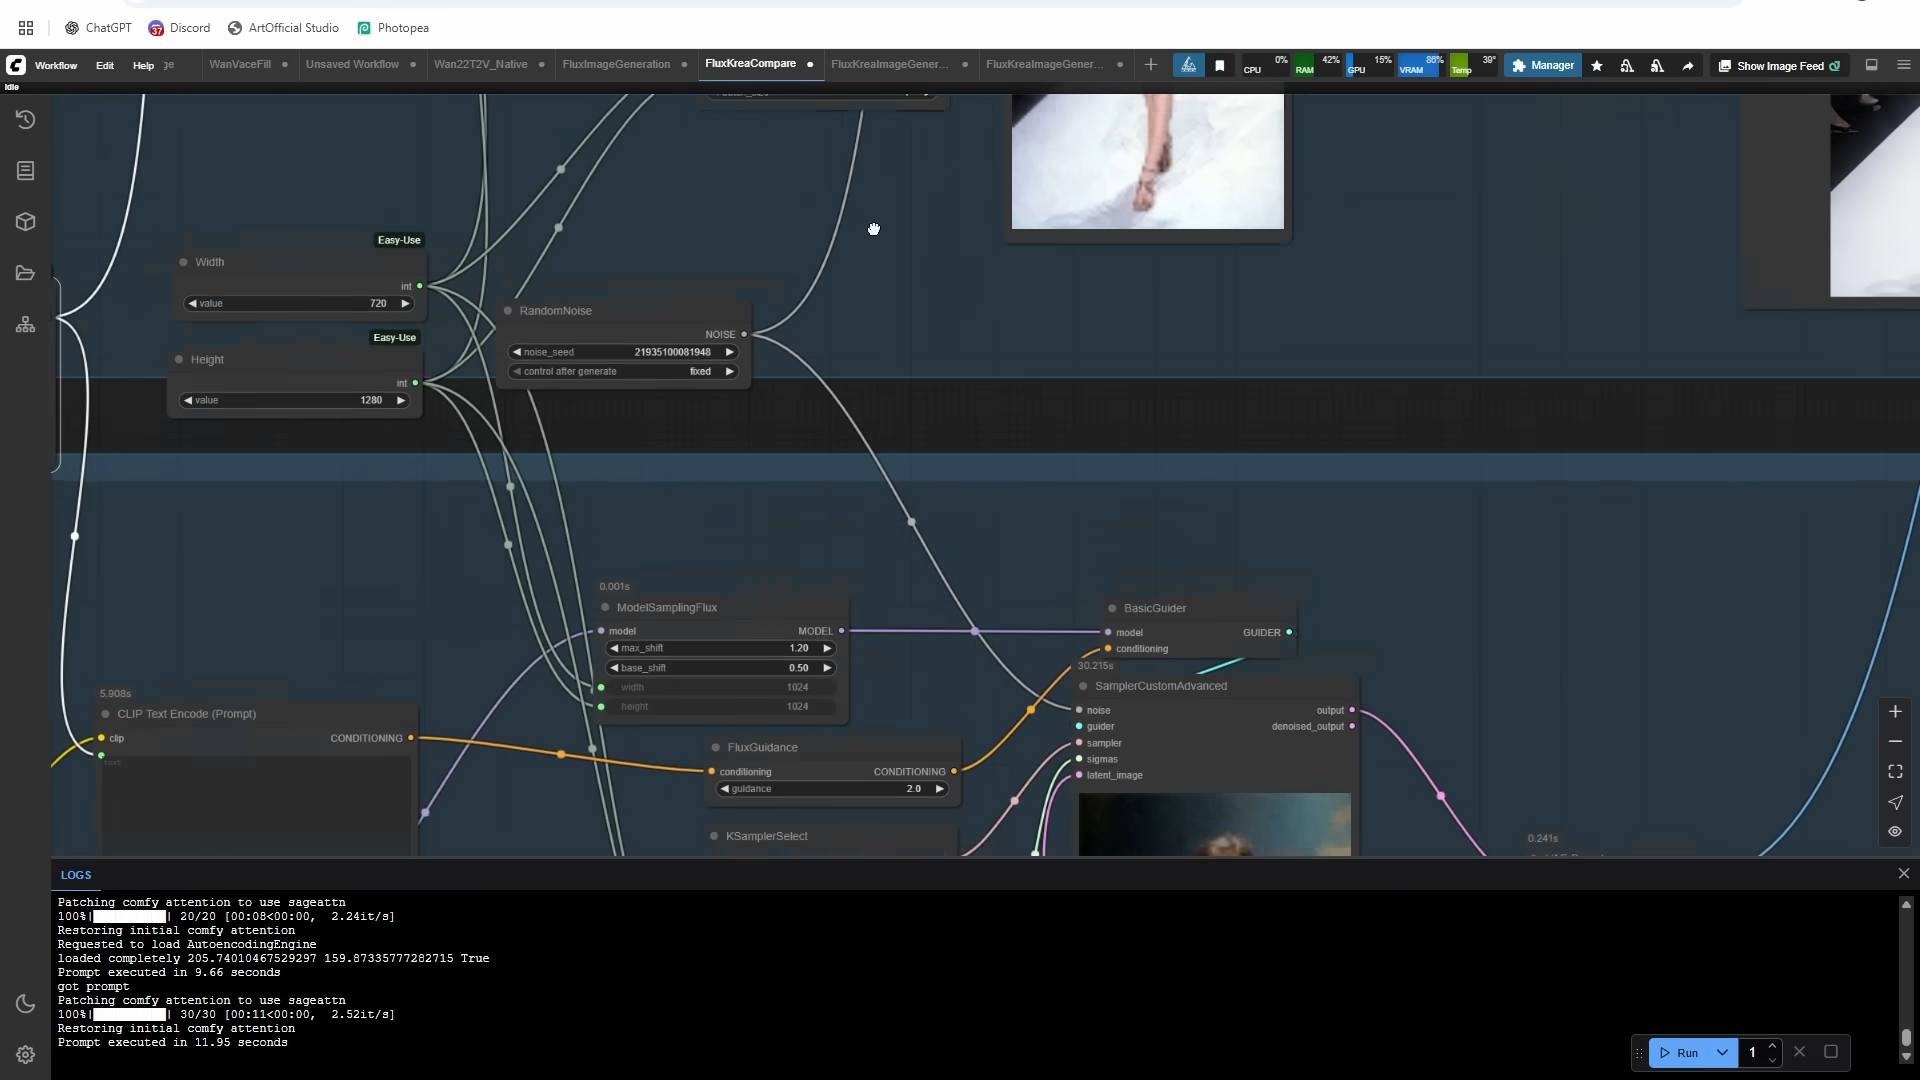 ChatGPT
37
Discord
ArtOfficial Studio
Photopea
Workflow
Edit
Help
ge
WanVaceFill
Unsaved Workflow
Wan22T2V_Native
FluxImageGeneration
FluxKreaCompare
FluxKreaImageGener...
FluxKreaImageGener...
CPU 0%
RAM 42%
GPU 15%
VRAM 86%
Temp 39°
Manager
Show Image Feed
Idle
Easy-Use
Width
int
value 720
Easy-Use
Height
int
value 1280
RandomNoise
NOISE
noise_seed 21935100081948
control after generate fixed
0.001s
ModelSamplingFlux
model MODEL
max_shift 1.20
base_shift 0.50
width 1024
height 1024
BasicGuider
model GUIDER
conditioning
30.215s
SamplerCustomAdvanced
noise output
guider denoised_output
sampler
sigmas
latent_image
5.908s
CLIP Text Encode (Prompt)
clip CONDITIONING
text
FluxGuidance
conditioning CONDITIONING
guidance 2.0
KSamplerSelect
0.241s
LOGS
Patching comfy attention to use sageattn
100%|██████████| 20/20 [00:08<00:00, 2.24it/s]
Restoring initial comfy attention
Requested to load AutoencodingEngine
loaded completely 205.74010467529297 159.87335777282715 True
Prompt executed in 9.66 seconds
got prompt
Patching comfy attention to use sageattn
100%|██████████| 30/30 [00:11<00:00, 2.52it/s]
Restoring initial comfy attention
Prompt executed in 11.95 seconds
Run
1